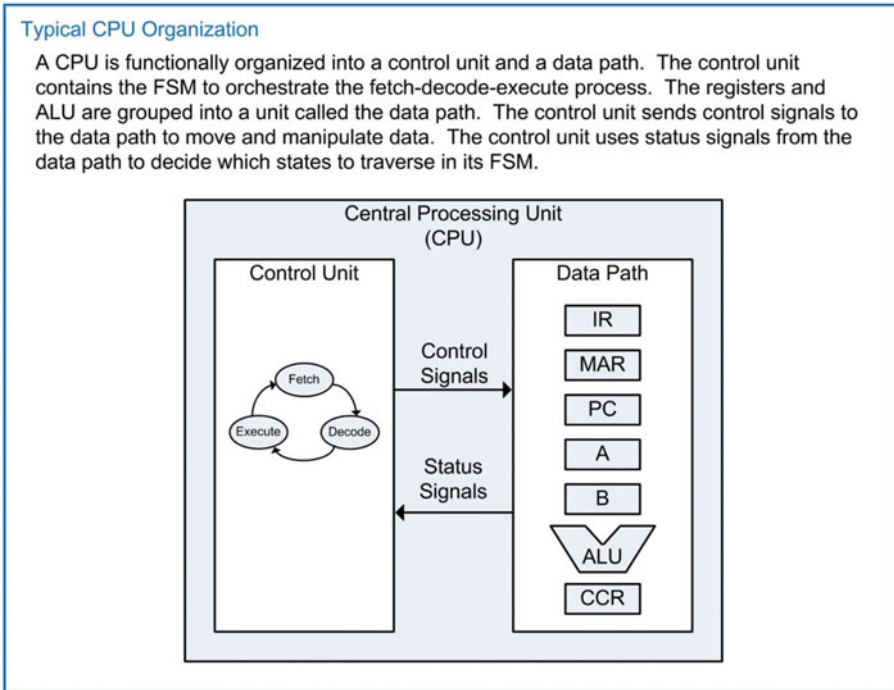 Typical CPU Organization
A CPU is functionally organized into a control unit and a data path.  The control unit
contains the FSM to orchestrate the fetch-decode-execute process.  The registers and
ALU are grouped into a unit called the data path.  The control unit sends control signals to
the data path to move and manipulate data.  The control unit uses status signals from the
data path to decide which states to traverse in its FSM.
Central Processing Unit
(CPU)
Control Unit
Fetch
Decode
Execute
Control
Signals
Status
Signals
Data Path
IR
MAR
PC
A
B
ALU
CCR